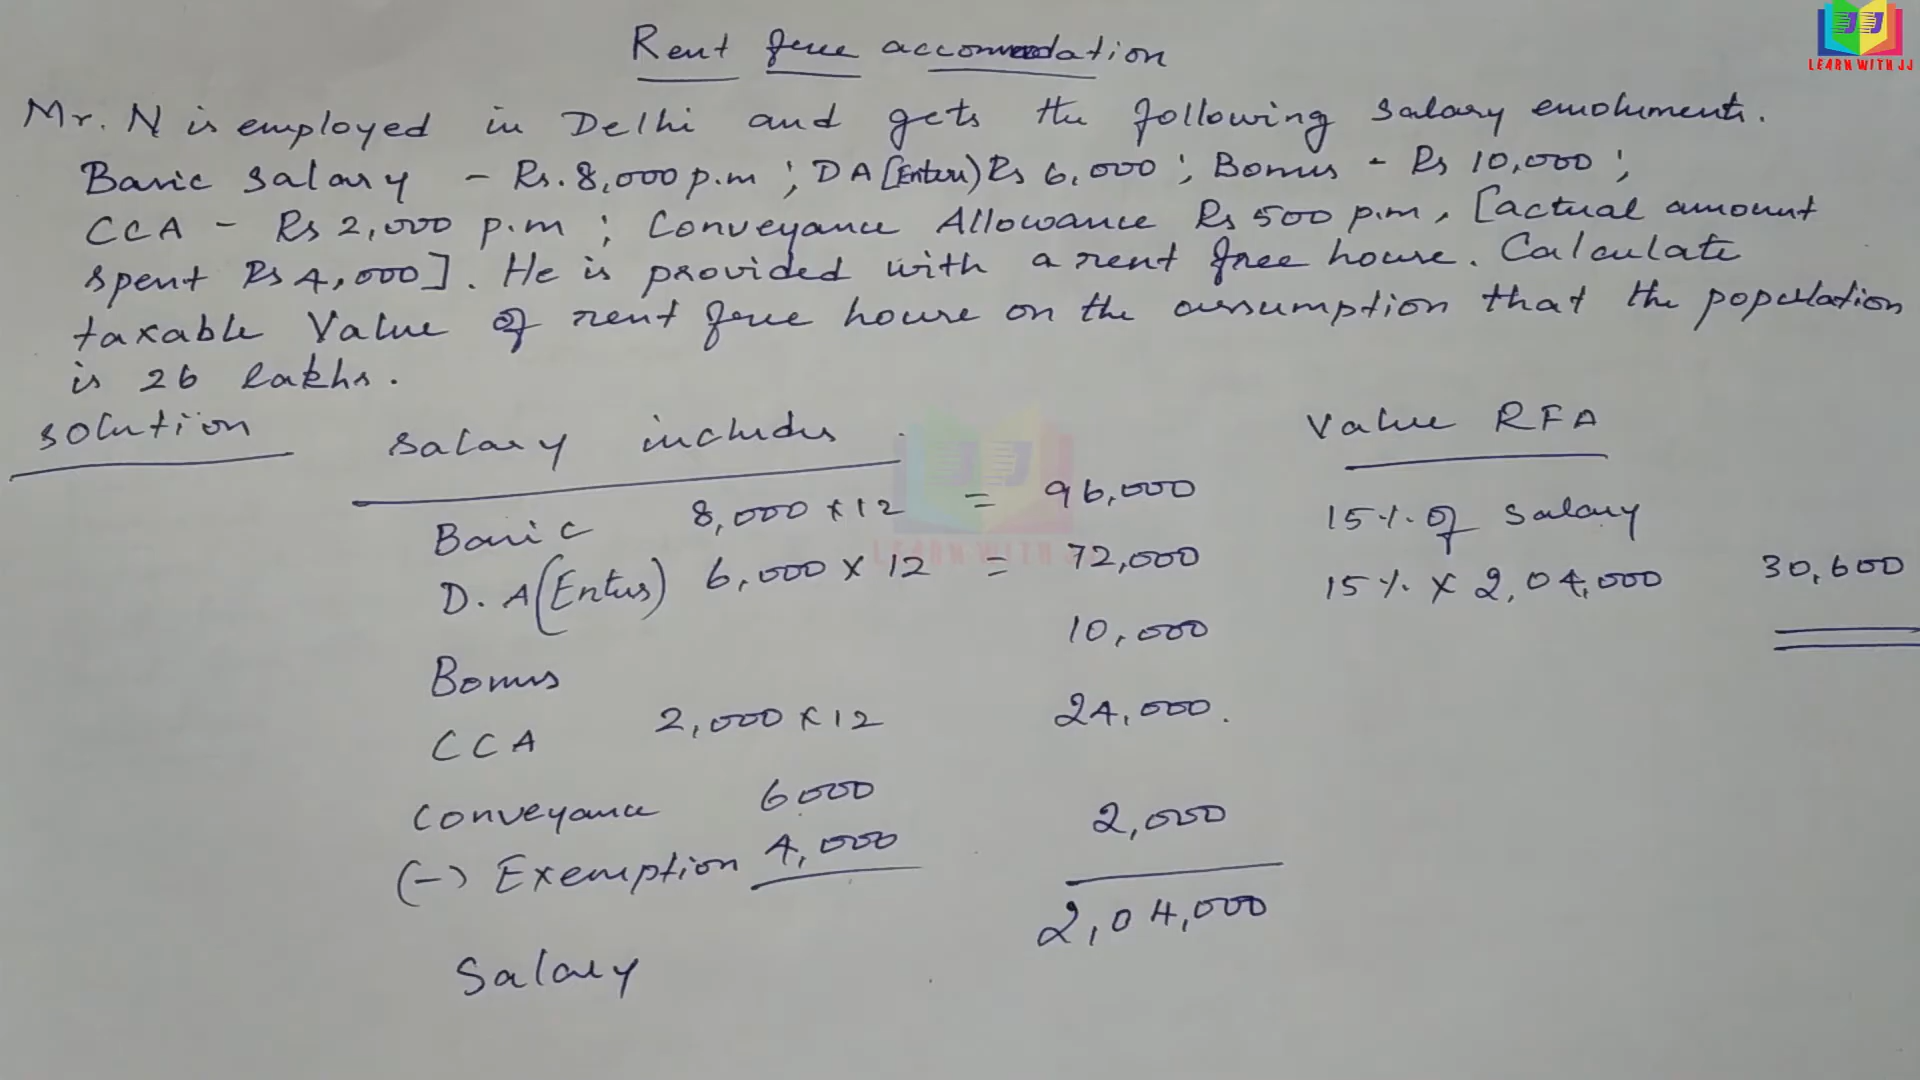 Rent free accommodation
LEARN WITH JJ
Mr. N is employed in Delhi and gets the following salary emoluments.
Basic salary - Rs. 8,000 p.m ; DA [Enters] Rs 6,000 ; Bonus - Rs 10,000 ;
CCA - Rs 2,000 p.m ; Conveyance Allowance Rs 500 p.m, [actual amount
spent Rs 4,000]. He is provided with a rent free house. Calculate
taxable Value of rent free house on the assumption that the population
is 26 lakhs.
solution
salary includes
Value RFA
Basic 8,000 x 12 = 96,000
15% of salary
D.A (Enters) 6,000 x 12 = 72,000
15% x 2,04,000 30,600
Bonus 10,000
CCA 2,000 x 12 24,000.
Conveyance 6000
(-) Exemption 4,000 2,000
Salary 2,04,000